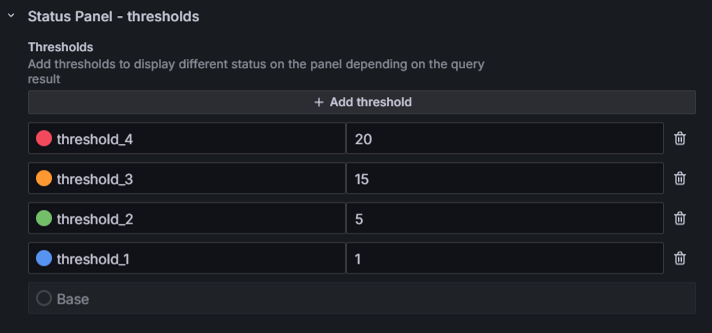 Status Panel - thresholds
Thresholds
Add thresholds to display different status on the panel depending on the query
result
+ Add threshold
threshold_4 20
threshold_3 15
threshold_2 5
threshold_1 1
Base